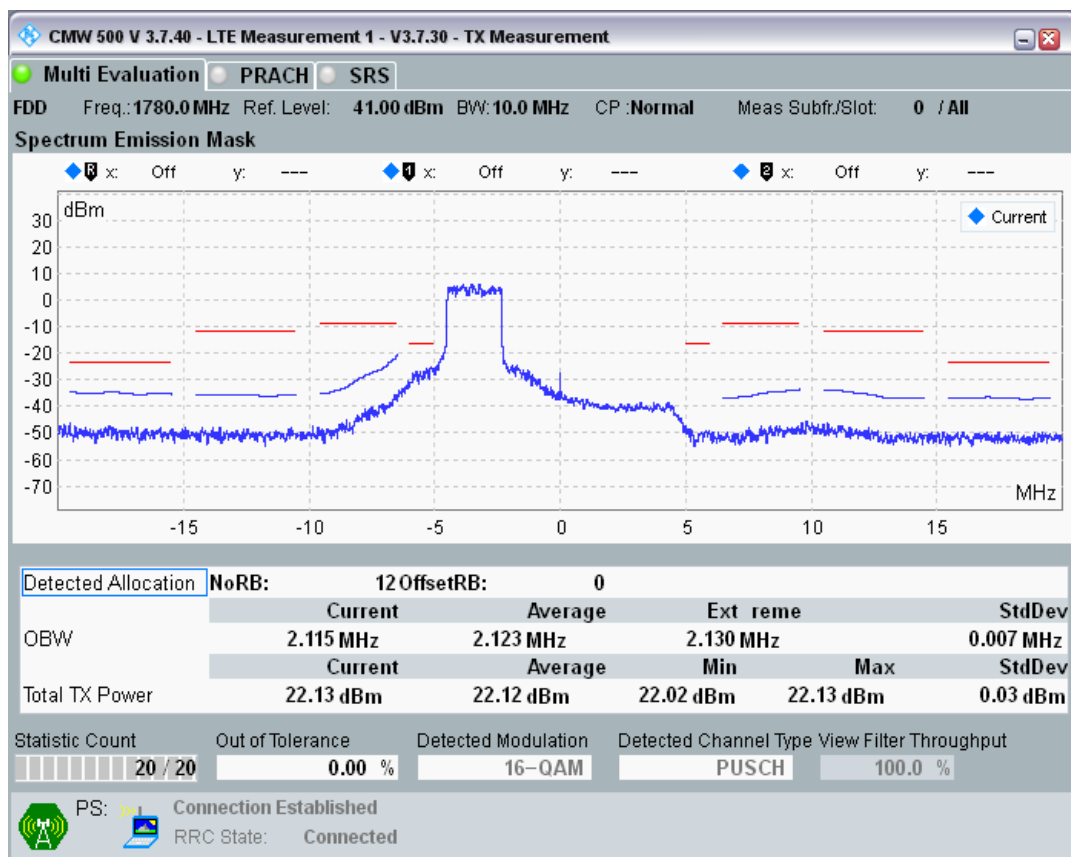 CMW 500 V 3.7.40 - LTE Measurement 1 - V3.7.30 - TX Measurement
Multi Evaluation PRACH SRS
FDD Freq.: 1780.0 MHz Ref. Level: 41.00 dBm BW: 10.0 MHz CP :Normal Meas Subfr./Slot: 0 / All
Spectrum Emission Mask
R x: Off y: --- 1 x: Off y: --- 2 x: Off y: ---
dBm
Current
30
20
10
0
-10
-20
-30
-40
-50
-60
-70
MHz
-15 -10 -5 0 5 10 15
Detected Allocation NoRB: 12 OffsetRB: 0
Current Average Ext reme StdDev
OBW 2.115 MHz 2.123 MHz 2.130 MHz 0.007 MHz
Current Average Min Max StdDev
Total TX Power 22.13 dBm 22.12 dBm 22.02 dBm 22.13 dBm 0.03 dBm
Statistic Count Out of Tolerance Detected Modulation Detected Channel Type View Filter Throughput
20 / 20 0.00 % 16-QAM PUSCH 100.0 %
PS: Connection Established
RRC State: Connected